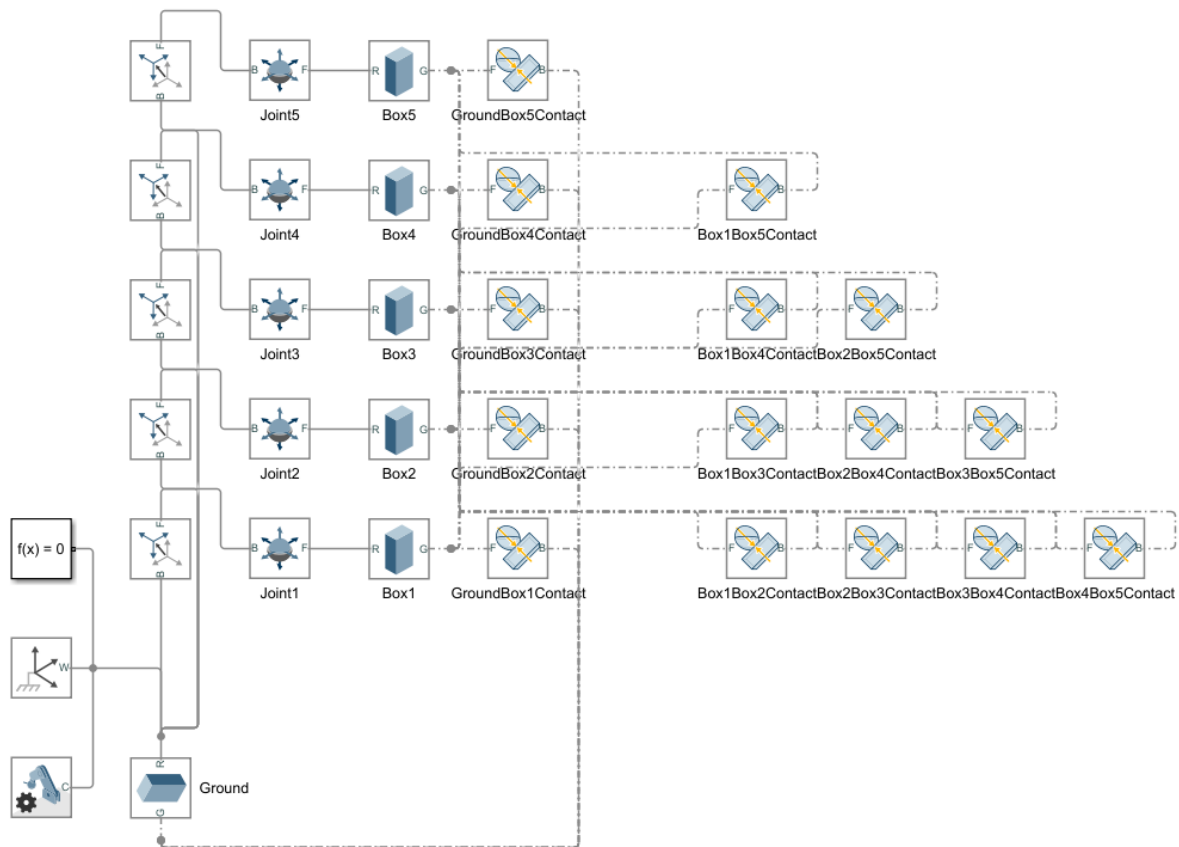 F
B
B
F
R
G
F
B
Joint5
Box5
GroundBox5Contact
F
B
B
F
R
G
F
B
F
B
Joint4
Box4
GroundBox4Contact
Box1Box5Contact
F
B
B
F
R
G
F
B
F
B
F
B
Joint3
Box3
GroundBox3Contact
Box1Box4Contact
Box2Box5Contact
F
B
B
F
R
G
F
B
F
B
F
B
F
B
Joint2
Box2
GroundBox2Contact
Box1Box3Contact
Box2Box4Contact
Box3Box5Contact
f(x) = 0
F
B
B
F
R
G
F
B
F
B
F
B
F
B
F
B
Joint1
Box1
GroundBox1Contact
Box1Box2Contact
Box2Box3Contact
Box3Box4Contact
Box4Box5Contact
W
C
R
G
Ground